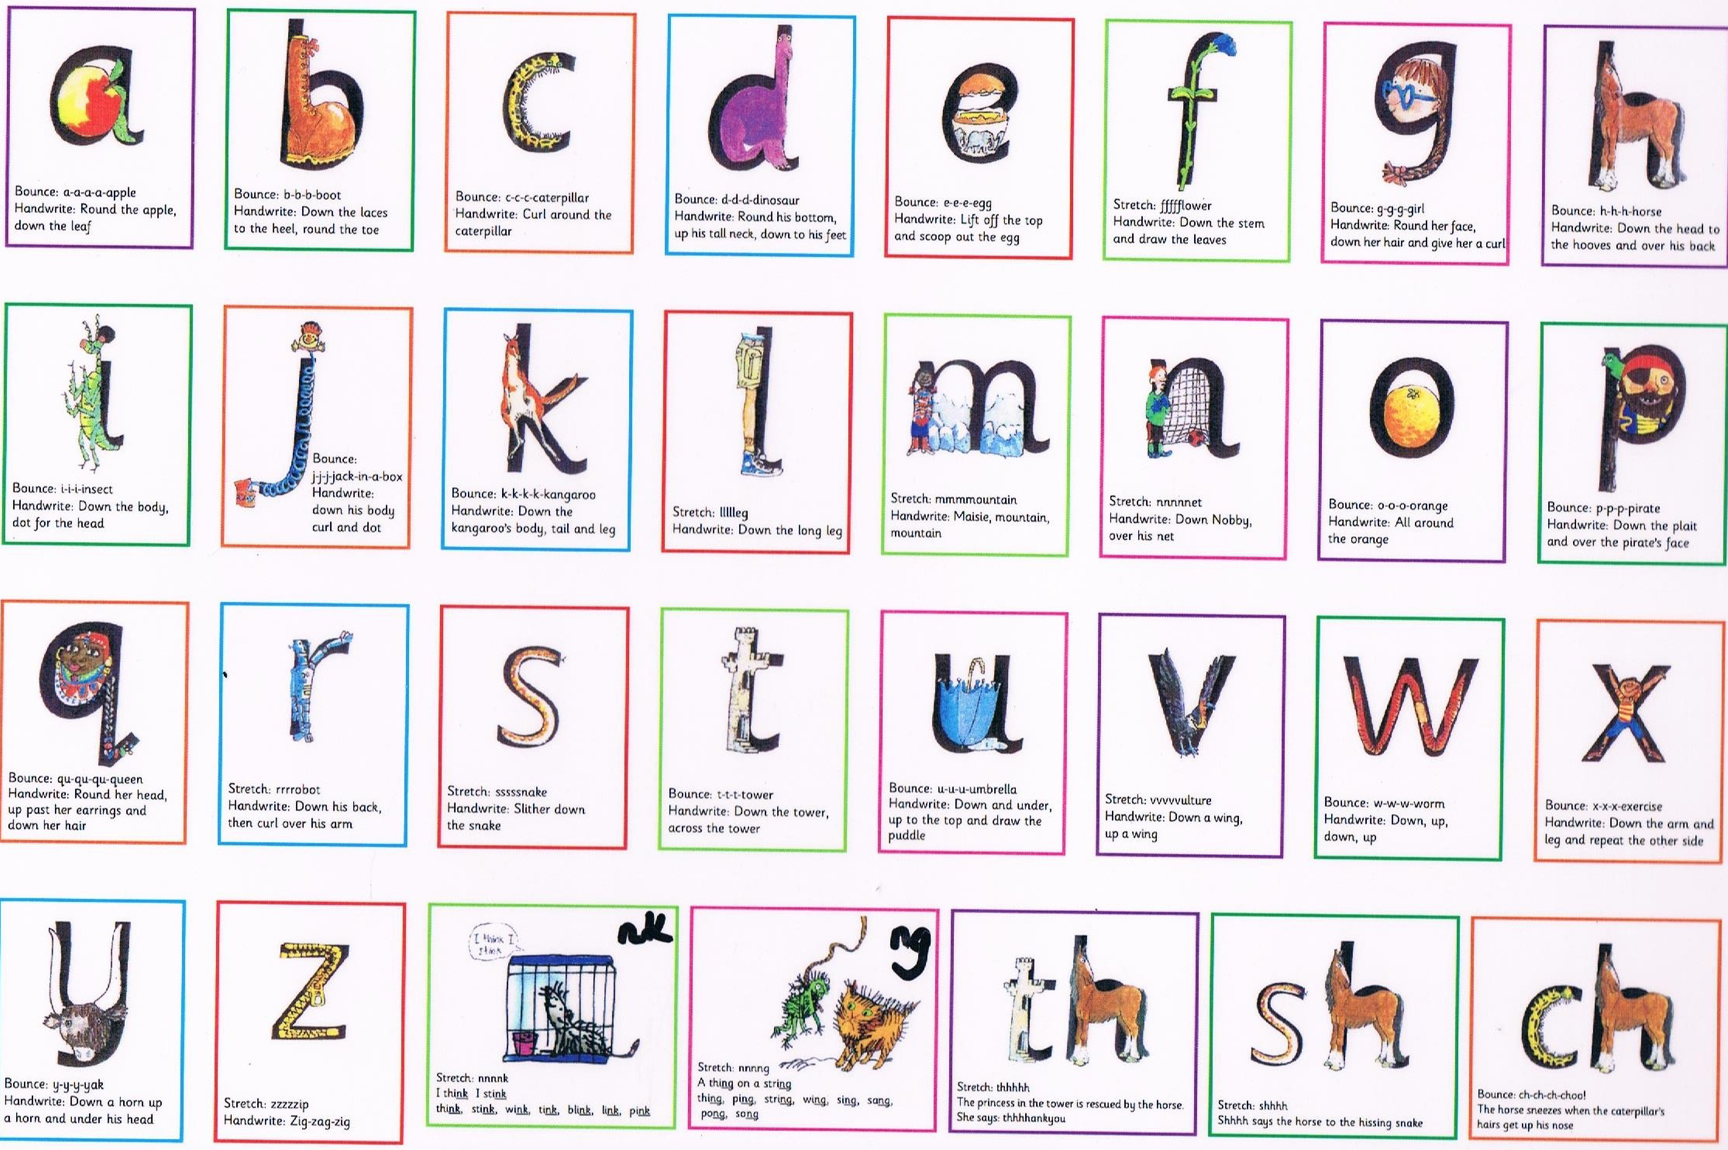 a
Bounce: a-a-a-a-apple
Handwrite: Round the apple,
down the leaf
b
Bounce: b-b-b-boot
Handwrite: Down the laces
to the heel, round the toe
c
Bounce: c-c-c-caterpillar
Handwrite: Curl around the
caterpillar
d
Bounce: d-d-d-dinosaur
Handwrite: Round his bottom,
up his tall neck, down to his feet
e
Bounce: e-e-e-egg
Handwrite: Lift off the top
and scoop out the egg
f
Stretch: ffffflower
Handwrite: Down the stem
and draw the leaves
g
Bounce: g-g-g-girl
Handwrite: Round her face,
down her hair and give her a curl
h
Bounce: h-h-h-horse
Handwrite: Down the head to
the hooves and over his back
i
Bounce: i-i-i-insect
Handwrite: Down the body,
dot for the head
j
Bounce:
j-j-j-jack-in-a-box
Handwrite:
down his body
curl and dot
k
Bounce: k-k-k-k-kangaroo
Handwrite: Down the
kangaroo's body, tail and leg
l
Stretch: llllleg
Handwrite: Down the long leg
m
Stretch: mmmmountain
Handwrite: Maisie, mountain,
mountain
n
Stretch: nnnnnet
Handwrite: Down Nobby,
over his net
o
Bounce: o-o-o-orange
Handwrite: All around
the orange
p
Bounce: p-p-p-pirate
Handwrite: Down the plait
and over the pirate's face
q
Bounce: qu-qu-qu-queen
Handwrite: Round her head,
up past her earrings and
down her hair
r
Stretch: rrrrobot
Handwrite: Down his back,
then curl over his arm
s
Stretch: sssssnake
Handwrite: Slither down
the snake
t
Bounce: t-t-t-tower
Handwrite: Down the tower,
across the tower
u
Bounce: u-u-u-umbrella
Handwrite: Down and under,
up to the top and draw the
puddle
v
Stretch: vvvvvulture
Handwrite: Down a wing,
up a wing
w
Bounce: w-w-w-worm
Handwrite: Down, up,
down, up
x
Bounce: x-x-x-exercise
Handwrite: Down the arm and
leg and repeat the other side
y
Bounce: y-y-y-yak
Handwrite: Down a horn up
a horn and under his head
z
Stretch: zzzzzip
Handwrite: Zig-zag-zig
nk
I think I
stink
Stretch: nnnnk
I think I stink
think, stink, wink, tink, blink, link, pink
ng
Stretch: nnnng
A thing on a string
thing, ping, string, wing, sing, sang,
pong, song
th
Stretch: thhhhh
The princess in the tower is rescued by the horse.
She says: thhhhankyou
sh
Stretch: shhhh
Shhhh says the horse to the hissing snake
ch
Bounce: ch-ch-ch-choo!
The horse sneezes when the caterpillar's
hairs get up his nose